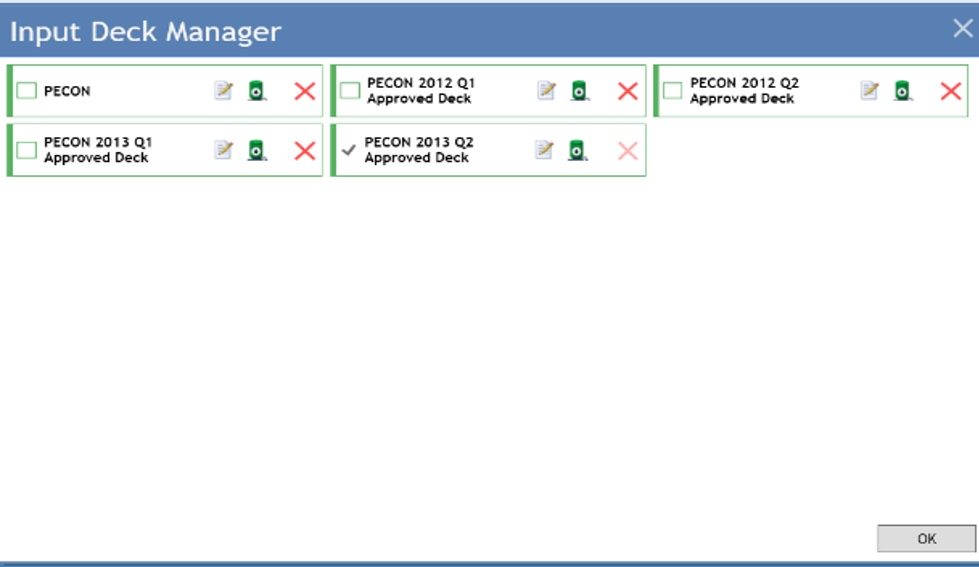 Input Deck Manager
PECON
PECON 2012 Q1
Approved Deck
PECON 2012 Q2
Approved Deck
PECON 2013 Q1
Approved Deck
PECON 2013 Q2
Approved Deck
OK